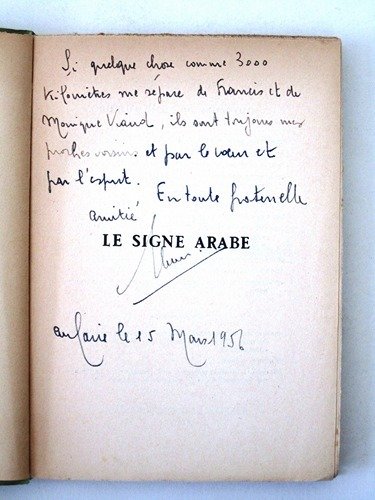 Si quelque chose comme 3000
kilomètres me sépare de Francis et de
Monique Viaud, ils sont toujours mes
proches voisins et par le cœur et
par l'esprit. En toute fraternelle
amitié
LE SIGNE ARABE
au Caire le 15 Mars 1956